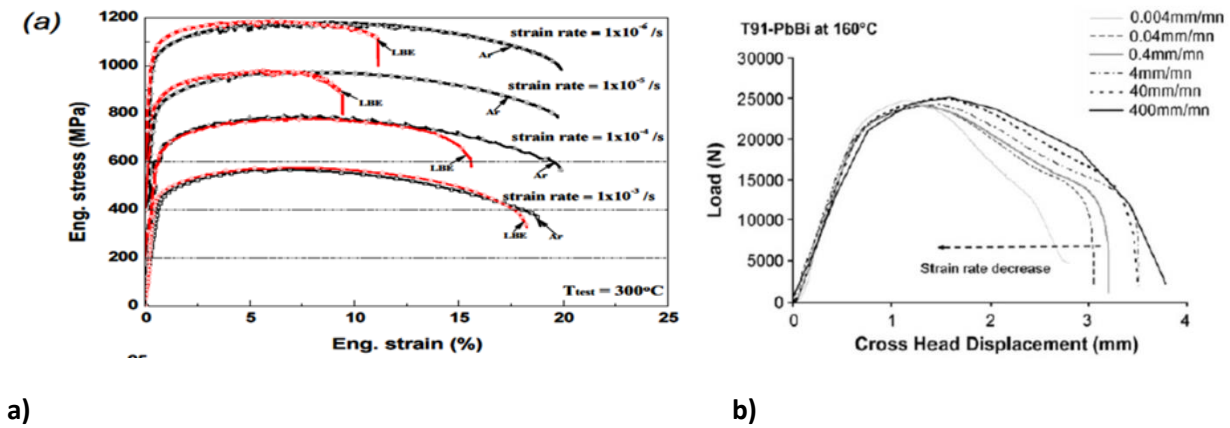 (a)
1200
1000
800
600
400
200
0
Eng. stress (MPa)
strain rate = 1x10⁻⁶ /s
LBE
Ar
strain rate = 1x10⁻⁵ /s
LBE
Ar
strain rate = 1x10⁻⁴ /s
LBE
Ar
strain rate = 1x10⁻³ /s
LBE
Ar
Ttest = 300°C
0
5
10
15
20
25
Eng. strain (%)
a)
T91-PbBi at 160°C
0.004mm/mn
0.04mm/mn
0.4mm/mn
4mm/mn
40mm/mn
400mm/mn
30000
25000
20000
15000
10000
5000
0
Load (N)
Strain rate decrease
0
1
2
3
4
Cross Head Displacement (mm)
b)